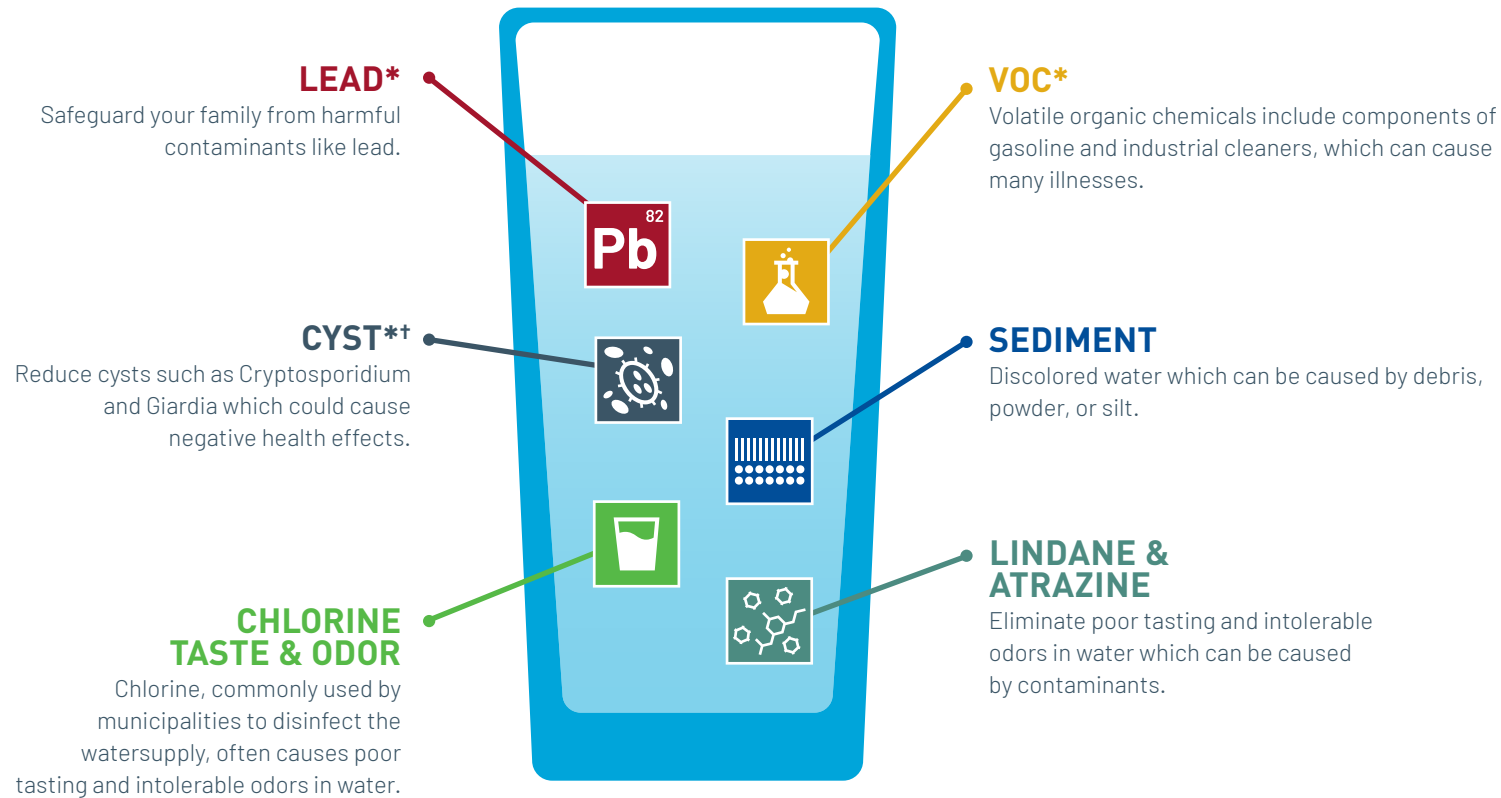 LEAD*
Safeguard your family from harmful
contaminants like lead.
82
Pb
CYST*†
Reduce cysts such as Cryptosporidium
and Giardia which could cause
negative health effects.
CHLORINE
TASTE & ODOR
Chlorine, commonly used by
municipalities to disinfect the
watersupply, often causes poor
tasting and intolerable odors in water.
VOC*
Volatile organic chemicals include components of
gasoline and industrial cleaners, which can cause
many illnesses.
SEDIMENT
Discolored water which can be caused by debris,
powder, or silt.
LINDANE &
ATRAZINE
Eliminate poor tasting and intolerable
odors in water which can be caused
by contaminants.